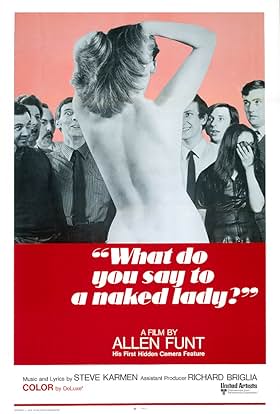 "What do
you say to
a naked lady?"
A FILM BY
ALLEN FUNT
His First Hidden Camera Feature
Music and Lyrics by STEVE KARMEN Assistant Producer RICHARD BRIGLIA
COLOR by DeLuxe
United Artists